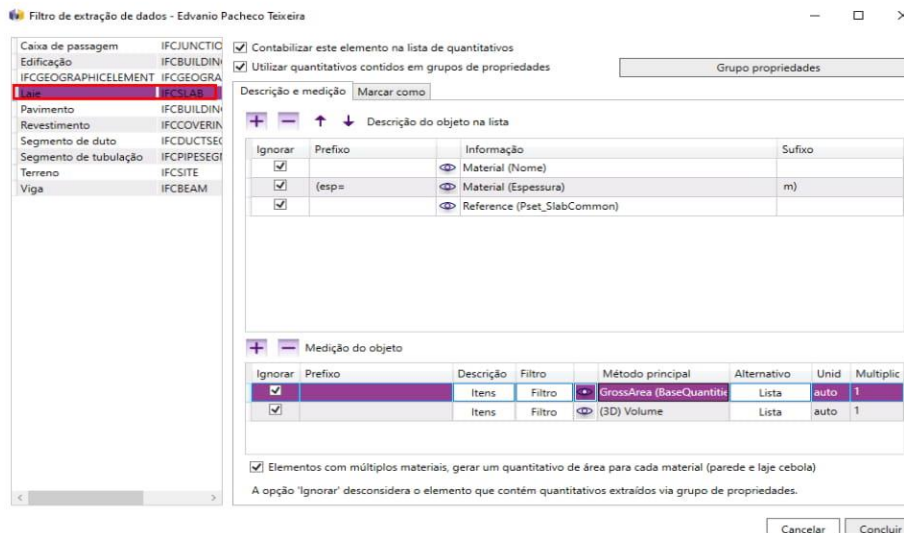 Filtro de extração de dados - Edvanio Pacheco Teixeira
Caixa de passagem IFCJUNCTIO
Edificação IFCBUILDIN
IFCGEOGRAPHICELEMENT IFCGEOGRA
Laje IFCSLAB
Pavimento IFCBUILDIN
Revestimento IFCCOVERIN
Segmento de duto IFCDUCTSE
Segmento de tubulação IFCPIPESEG
Terreno IFCSITE
Viga IFCBEAM
Contabilizar este elemento na lista de quantitativos
Utilizar quantitativos contidos em grupos de propriedades
Grupo propriedades
Descrição e medição Marcar como
Descrição do objeto na lista
Ignorar Prefixo Informação Sufixo
Material (Nome)
(esp= Material (Espessura) m)
Reference (Pset_SlabCommon)
Medição do objeto
Ignorar Prefixo Descrição Filtro Método principal Alternativo Unid Multiplic
Itens Filtro GrossArea (BaseQuantitie Lista auto 1
Itens Filtro (3D) Volume Lista auto 1
Elementos com múltiplos materiais, gerar um quantitativo de área para cada material (parede e laje cebola)
A opção 'Ignorar' desconsidera o elemento que contém quantitativos extraídos via grupo de propriedades.
Cancelar Concluir